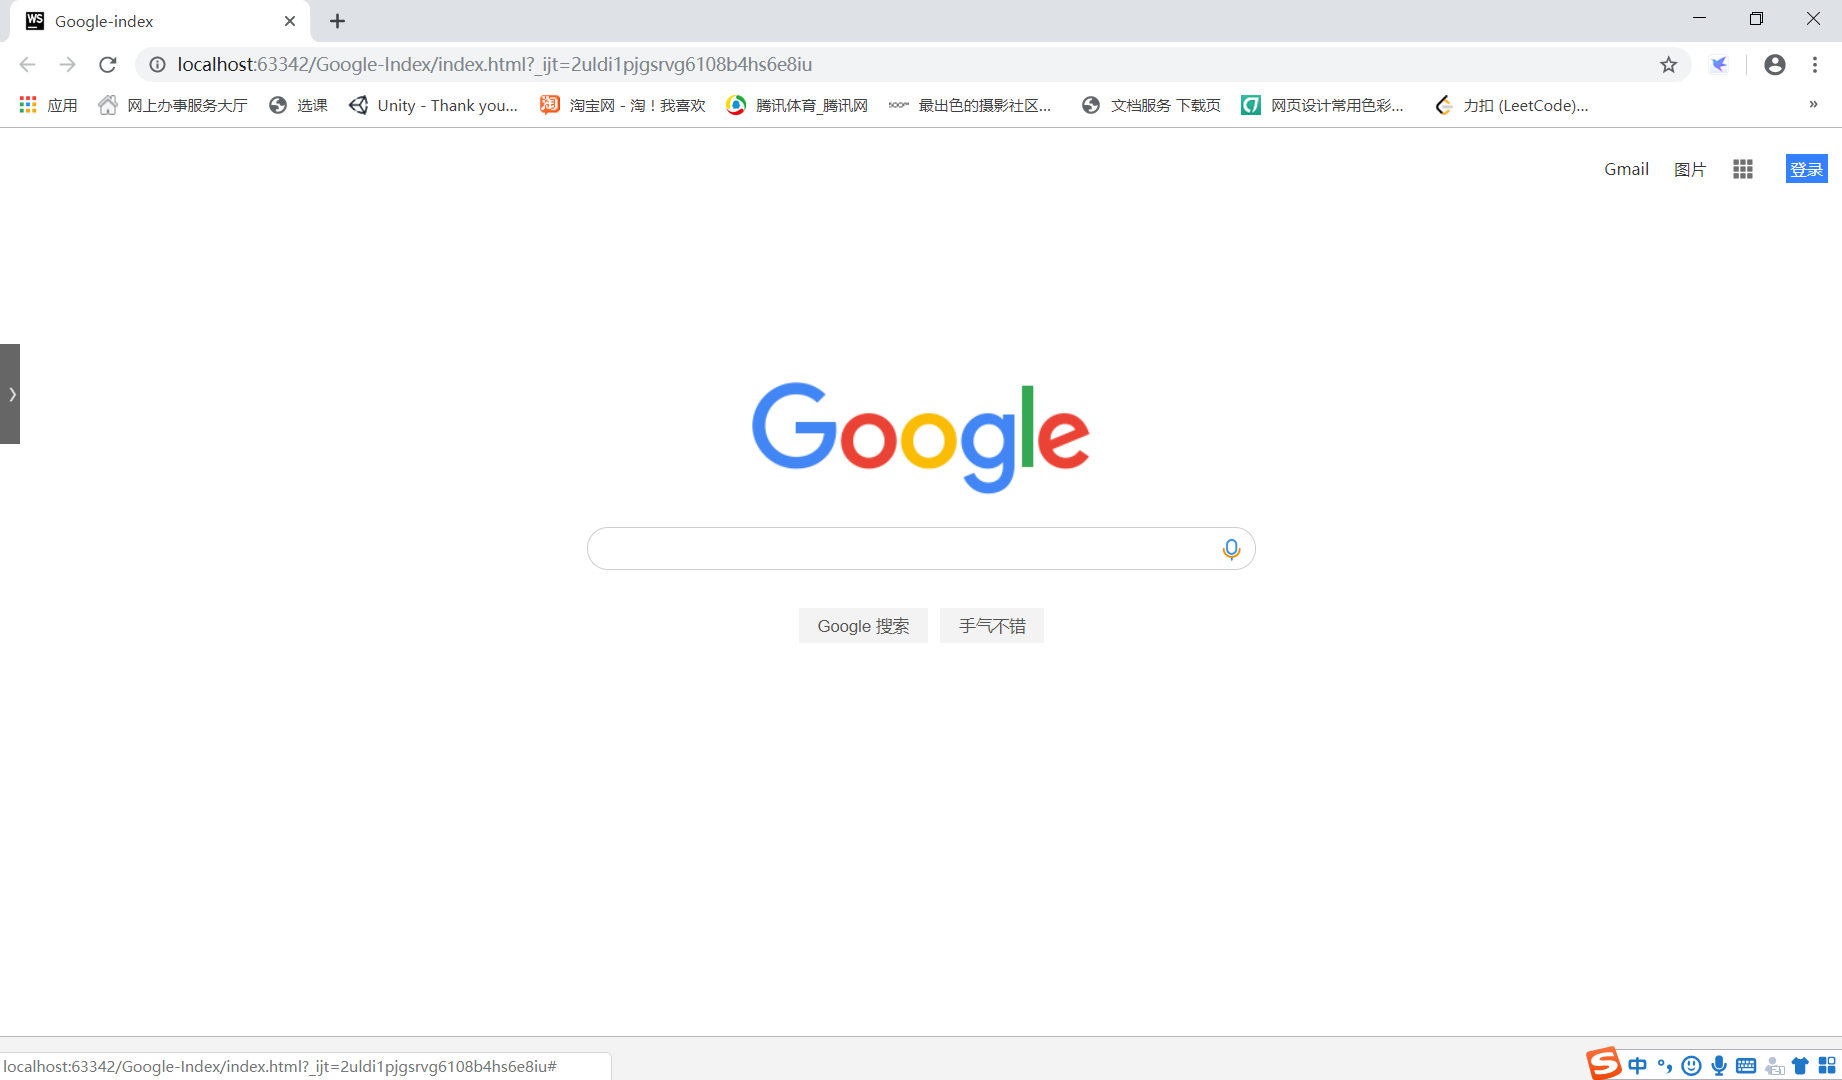 WS Google-index
localhost:63342/Google-Index/index.html?_ijt=2uldi1pjgsrvg6108b4hs6e8iu
应用 网上办事服务大厅 选课 Unity - Thank you... 淘 淘宝网 - 淘！我喜欢 腾讯体育_腾讯网 500px 最出色的摄影社区... 文档服务 下载页 网页设计常用色彩... 力扣 (LeetCode)... »
Gmail 图片 登录
Google
Google 搜索 手气不错
localhost:63342/Google-Index/index.html?_ijt=2uldi1pjgsrvg6108b4hs6e8iu#
S 中 °,